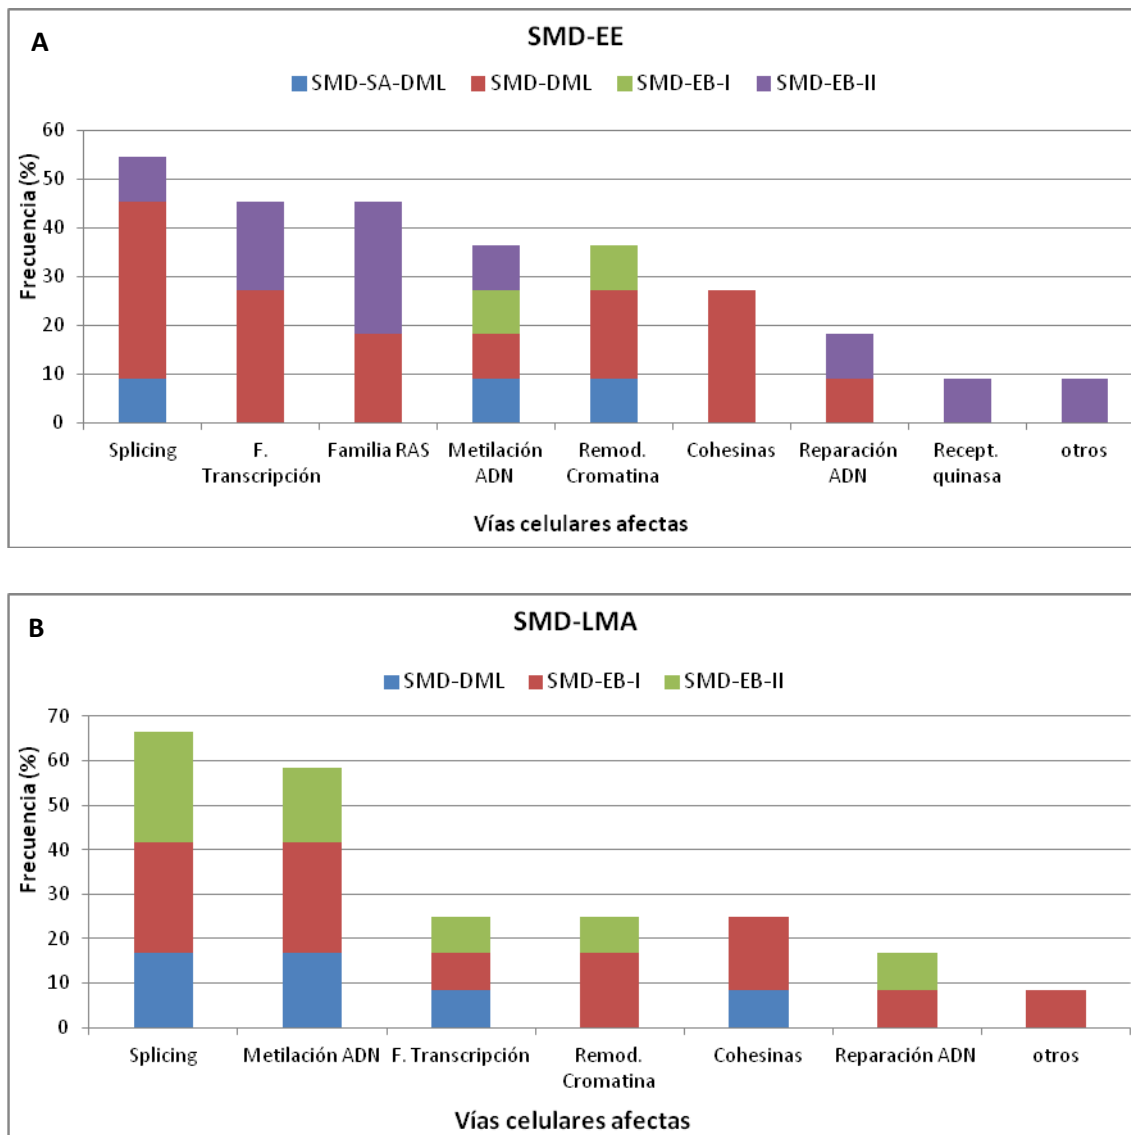 A
SMD-EE
SMD-SA-DML SMD-DML SMD-EB-I SMD-EB-II
Frecuencia (%)
60
50
40
30
20
10
0
Splicing F. Transcripción Familia RAS Metilación ADN Remod. Cromatina Cohesinas Reparación ADN Recept. quinasa otros
Vías celulares afectas
B
SMD-LMA
SMD-DML SMD-EB-I SMD-EB-II
Frecuencia (%)
70
60
50
40
30
20
10
0
Splicing Metilación ADN F. Transcripción Remod. Cromatina Cohesinas Reparación ADN otros
Vías celulares afectas